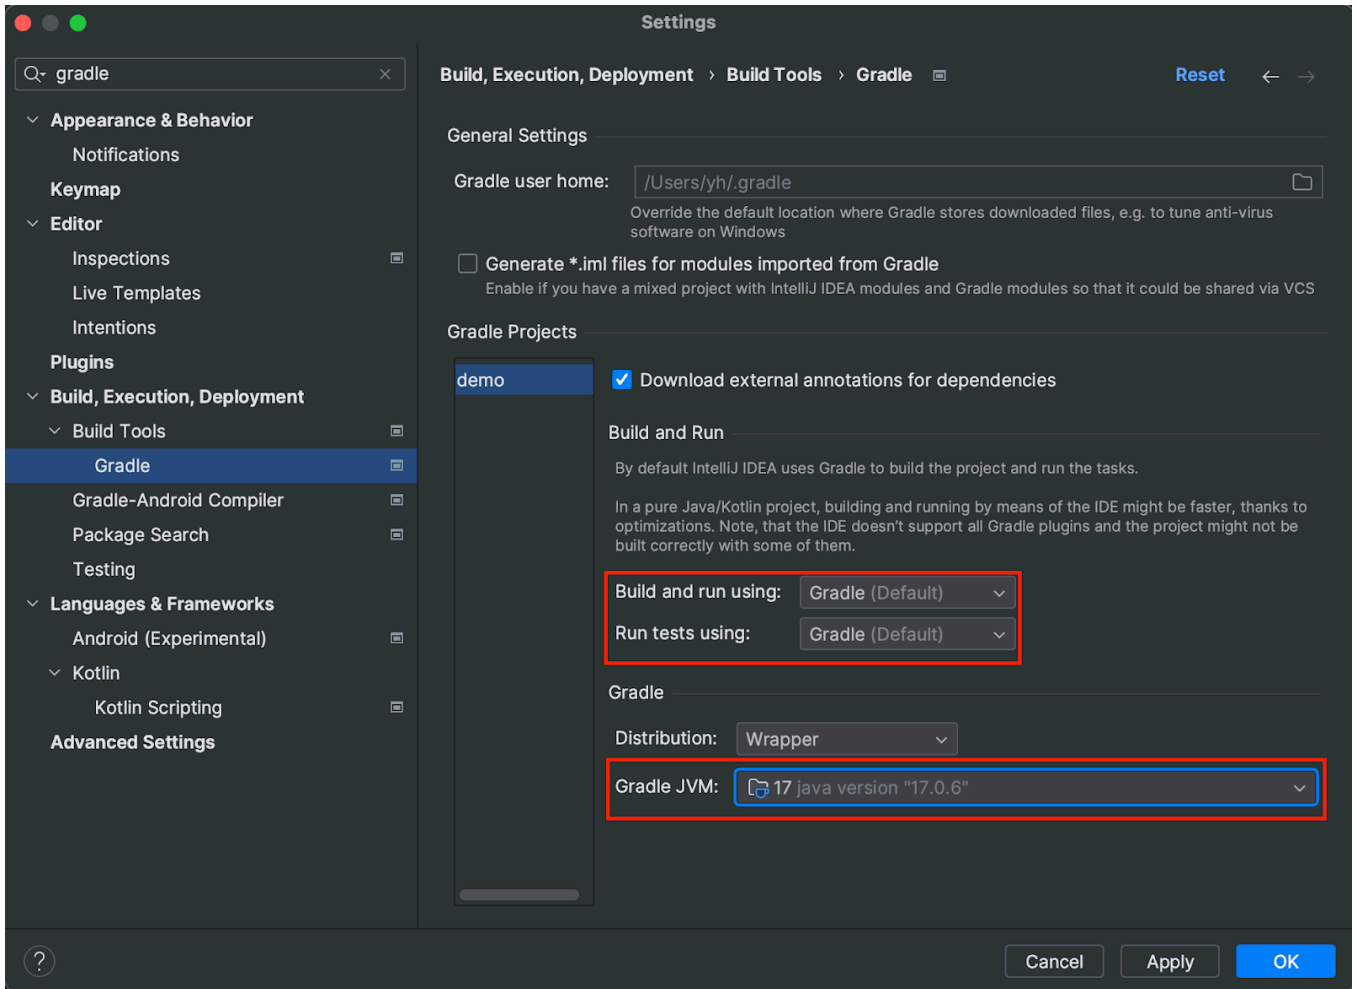 Settings
gradle
Appearance & Behavior
Notifications
Keymap
Editor
Inspections
Live Templates
Intentions
Plugins
Build, Execution, Deployment
Build Tools
Gradle
Gradle-Android Compiler
Package Search
Testing
Languages & Frameworks
Android (Experimental)
Kotlin
Kotlin Scripting
Advanced Settings
Build, Execution, Deployment › Build Tools › Gradle
Reset
General Settings
Gradle user home: /Users/yh/.gradle
Override the default location where Gradle stores downloaded files, e.g. to tune anti-virus
software on Windows
Generate *.iml files for modules imported from Gradle
Enable if you have a mixed project with IntelliJ IDEA modules and Gradle modules so that it could be shared via VCS
Gradle Projects
demo
Download external annotations for dependencies
Build and Run
By default IntelliJ IDEA uses Gradle to build the project and run the tasks.
In a pure Java/Kotlin project, building and running by means of the IDE might be faster, thanks to
optimizations. Note, that the IDE doesn't support all Gradle plugins and the project might not be
built correctly with some of them.
Build and run using: Gradle (Default)
Run tests using: Gradle (Default)
Gradle
Distribution: Wrapper
Gradle JVM: 17 java version "17.0.6"
?
Cancel
Apply
OK